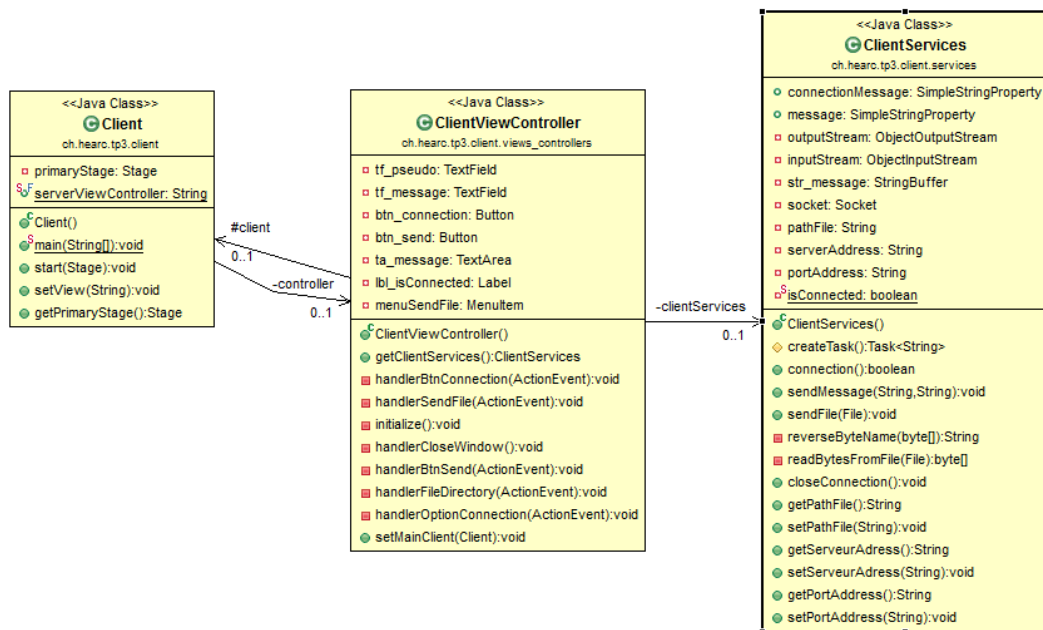 <<Java Class>>
Client
ch.hearc.tp3.client
primaryStage: Stage
serverViewController: String
Client()
main(String[]):void
start(Stage):void
setView(String):void
getPrimaryStage():Stage
#client
0..1
-controller
0..1
<<Java Class>>
ClientViewController
ch.hearc.tp3.client.views_controllers
tf_pseudo: TextField
tf_message: TextField
btn_connection: Button
btn_send: Button
ta_message: TextArea
lbl_isConnected: Label
menuSendFile: MenuItem
ClientViewController()
getClientServices():ClientServices
handlerBtnConnection(ActionEvent):void
handlerSendFile(ActionEvent):void
initialize():void
handlerCloseWindow():void
handlerBtnSend(ActionEvent):void
handlerFileDirectory(ActionEvent):void
handlerOptionConnection(ActionEvent):void
setMainClient(Client):void
-clientServices
0..1
<<Java Class>>
ClientServices
ch.hearc.tp3.client.services
connectionMessage: SimpleStringProperty
message: SimpleStringProperty
outputStream: ObjectOutputStream
inputStream: ObjectInputStream
str_message: StringBuffer
socket: Socket
pathFile: String
serverAddress: String
portAddress: String
isConnected: boolean
ClientServices()
createTask():Task<String>
connection():boolean
sendMessage(String,String):void
sendFile(File):void
reverseByteName(byte[]):String
readBytesFromFile(File):byte[]
closeConnection():void
getPathFile():String
setPathFile(String):void
getServeurAdress():String
setServeurAdress(String):void
getPortAddress():String
setPortAddress(String):void